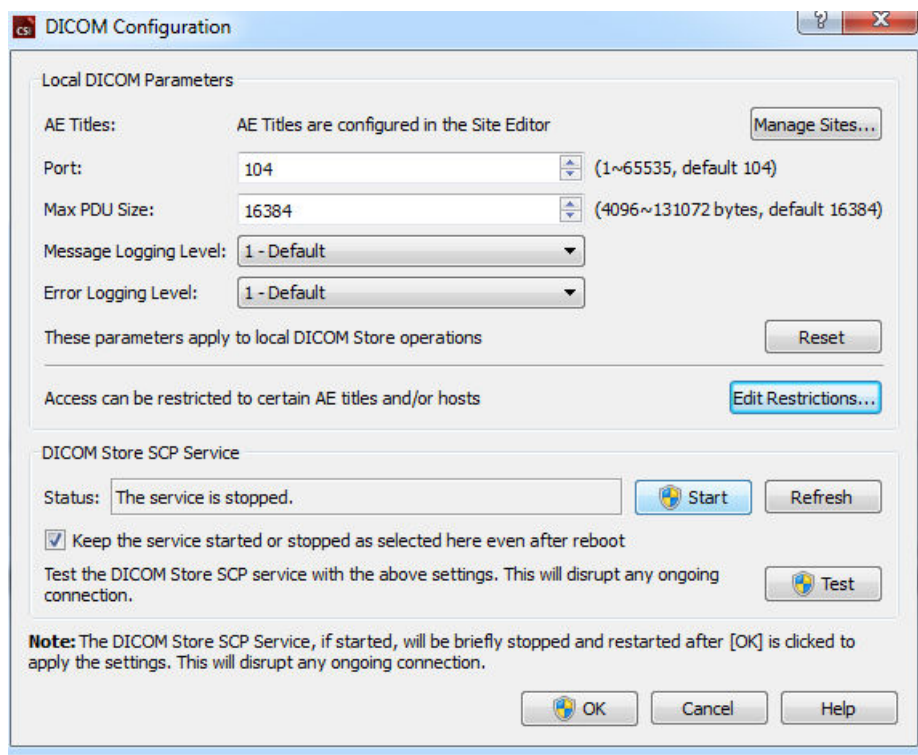 CSI DICOM Configuration ? X
Local DICOM Parameters
AE Titles: AE Titles are configured in the Site Editor Manage Sites...
Port: 104 (1~65535, default 104)
Max PDU Size: 16384 (4096~131072 bytes, default 16384)
Message Logging Level: 1 - Default
Error Logging Level: 1 - Default
These parameters apply to local DICOM Store operations Reset
Access can be restricted to certain AE titles and/or hosts Edit Restrictions...
DICOM Store SCP Service
Status: The service is stopped. Start Refresh
Keep the service started or stopped as selected here even after reboot
Test the DICOM Store SCP service with the above settings. This will disrupt any ongoing
connection. Test
Note: The DICOM Store SCP Service, if started, will be briefly stopped and restarted after [OK] is clicked to
apply the settings. This will disrupt any ongoing connection.
OK Cancel Help